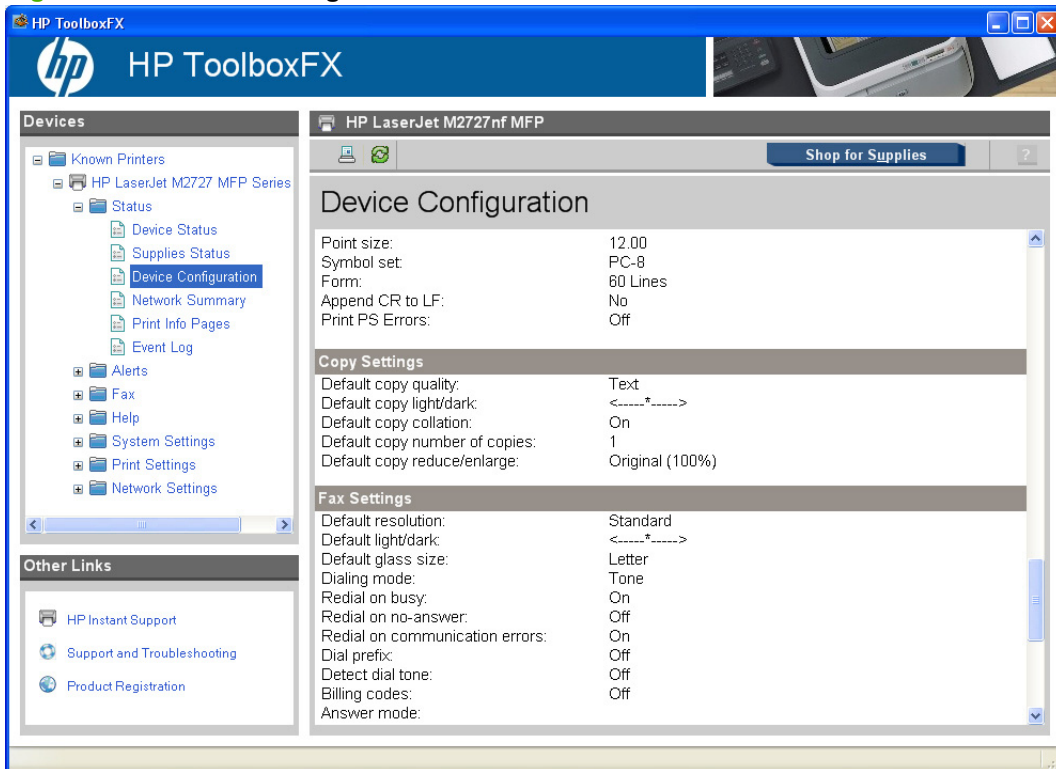 HP ToolboxFX
hp HP ToolboxFX
Devices
Known Printers
HP LaserJet M2727 MFP Series
Status
Device Status
Supplies Status
Device Configuration
Network Summary
Print Info Pages
Event Log
Alerts
Fax
Help
System Settings
Print Settings
Network Settings
Other Links
HP Instant Support
Support and Troubleshooting
Product Registration
HP LaserJet M2727nf MFP
Shop for Supplies ?
Device Configuration
Point size: 12.00
Symbol set: PC-8
Form: 60 Lines
Append CR to LF: No
Print PS Errors: Off
Copy Settings
Default copy quality: Text
Default copy light/dark: <-----*----->
Default copy collation: On
Default copy number of copies: 1
Default copy reduce/enlarge: Original (100%)
Fax Settings
Default resolution: Standard
Default light/dark: <-----*----->
Default glass size: Letter
Dialing mode: Tone
Redial on busy: On
Redial on no-answer: Off
Redial on communication errors: On
Dial prefix: Off
Detect dial tone: Off
Billing codes: Off
Answer mode: